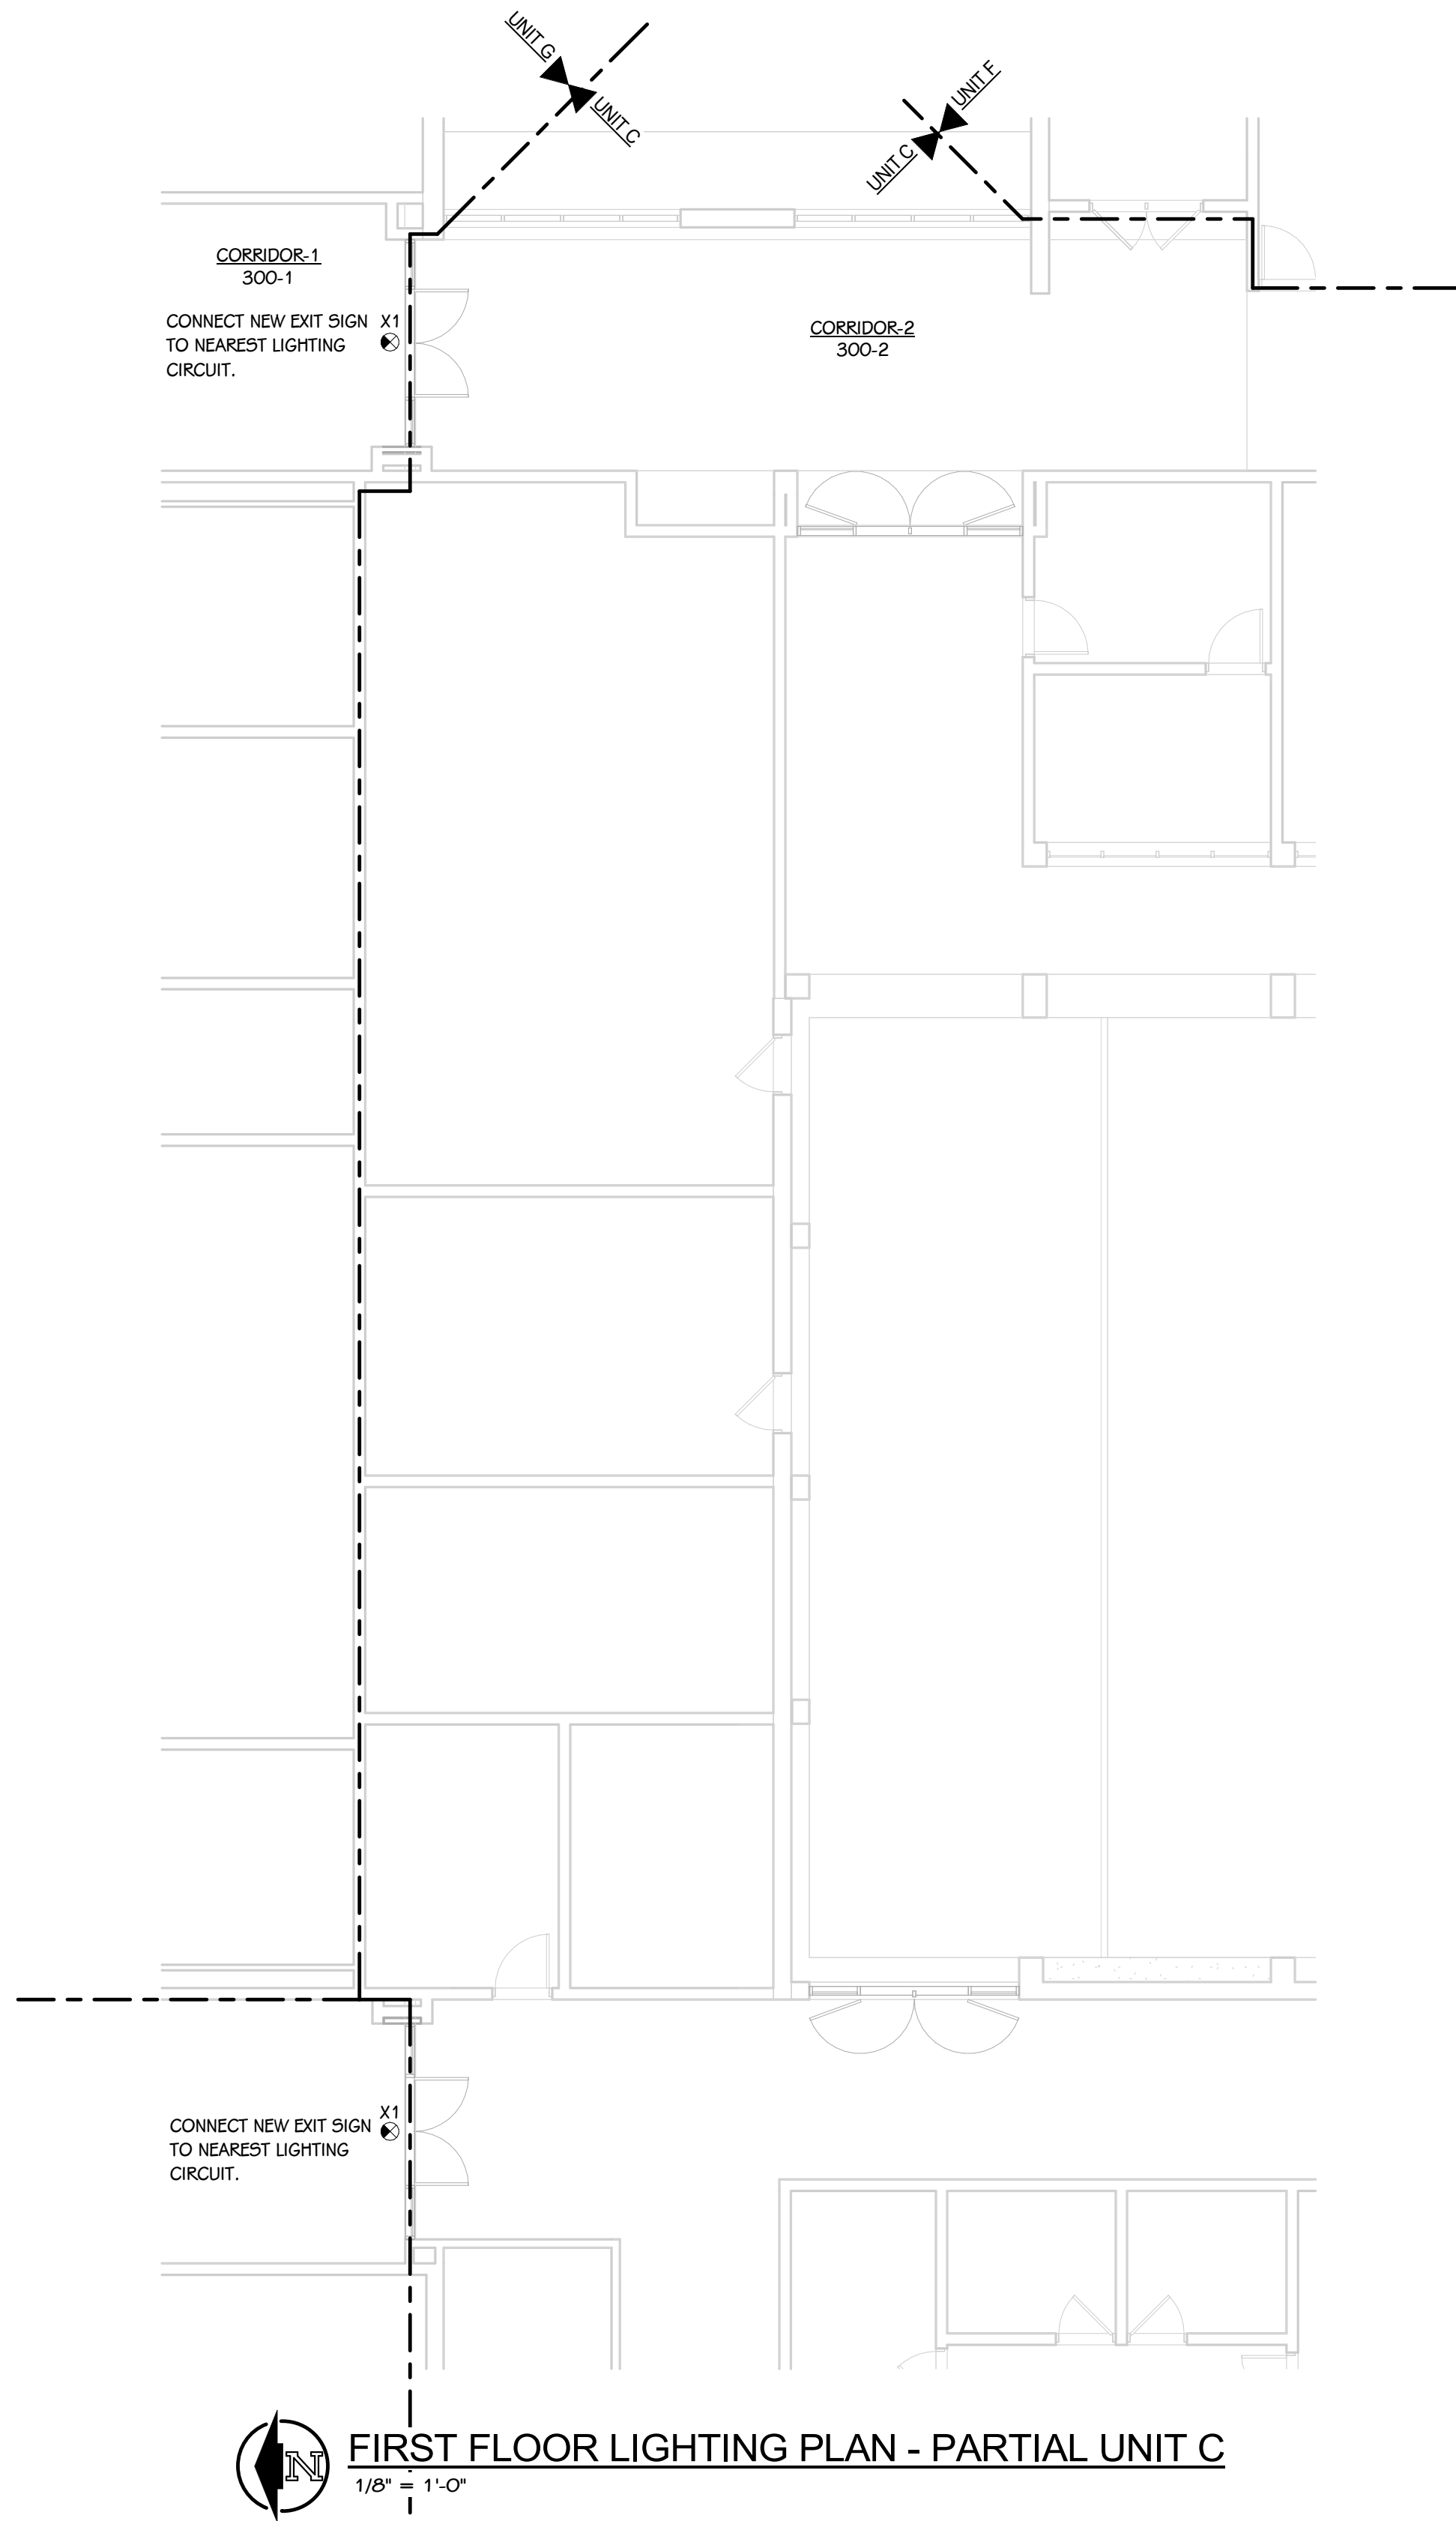 UNIT G
UNIT C
UNIT F
UNIT C
CORRIDOR-1
300-1
CONNECT NEW EXIT SIGN
TO NEAREST LIGHTING
CIRCUIT.
X1
CORRIDOR-2
300-2
X1
CONNECT NEW EXIT SIGN
TO NEAREST LIGHTING
CIRCUIT.
N
FIRST FLOOR LIGHTING PLAN - PARTIAL UNIT C
1/8" = 1'-0"